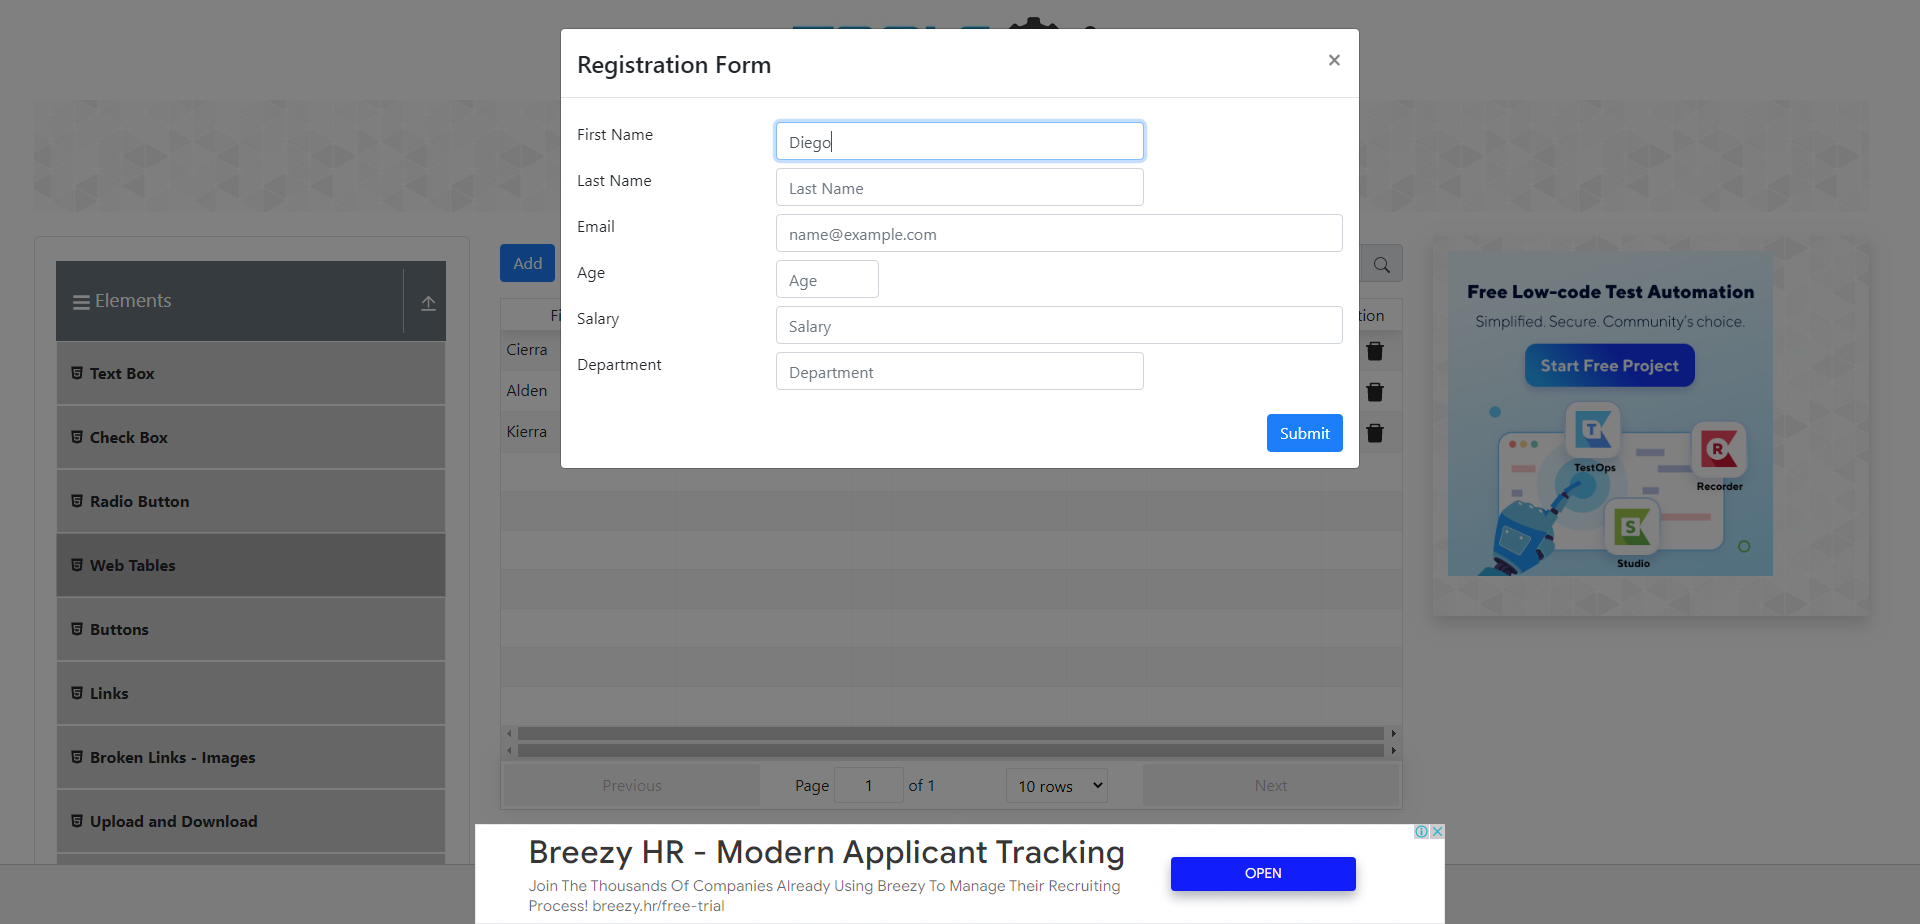 Registration Form
×
First Name
Diego
Last Name
Last Name
Email
name@example.com
Age
Age
Salary
Salary
Department
Department
Submit
Elements
Text Box
Check Box
Radio Button
Web Tables
Buttons
Links
Broken Links - Images
Upload and Download
Add
Cierra
Alden
Kierra
Previous
Page 1 of 1
10 rows
Next
Free Low-code Test Automation
Simplified. Secure. Community's choice.
Start Free Project
T
TestOps
R
Recorder
S
Studio
Breezy HR - Modern Applicant Tracking
Join The Thousands Of Companies Already Using Breezy To Manage Their Recruiting
Process! breezy.hr/free-trial
OPEN